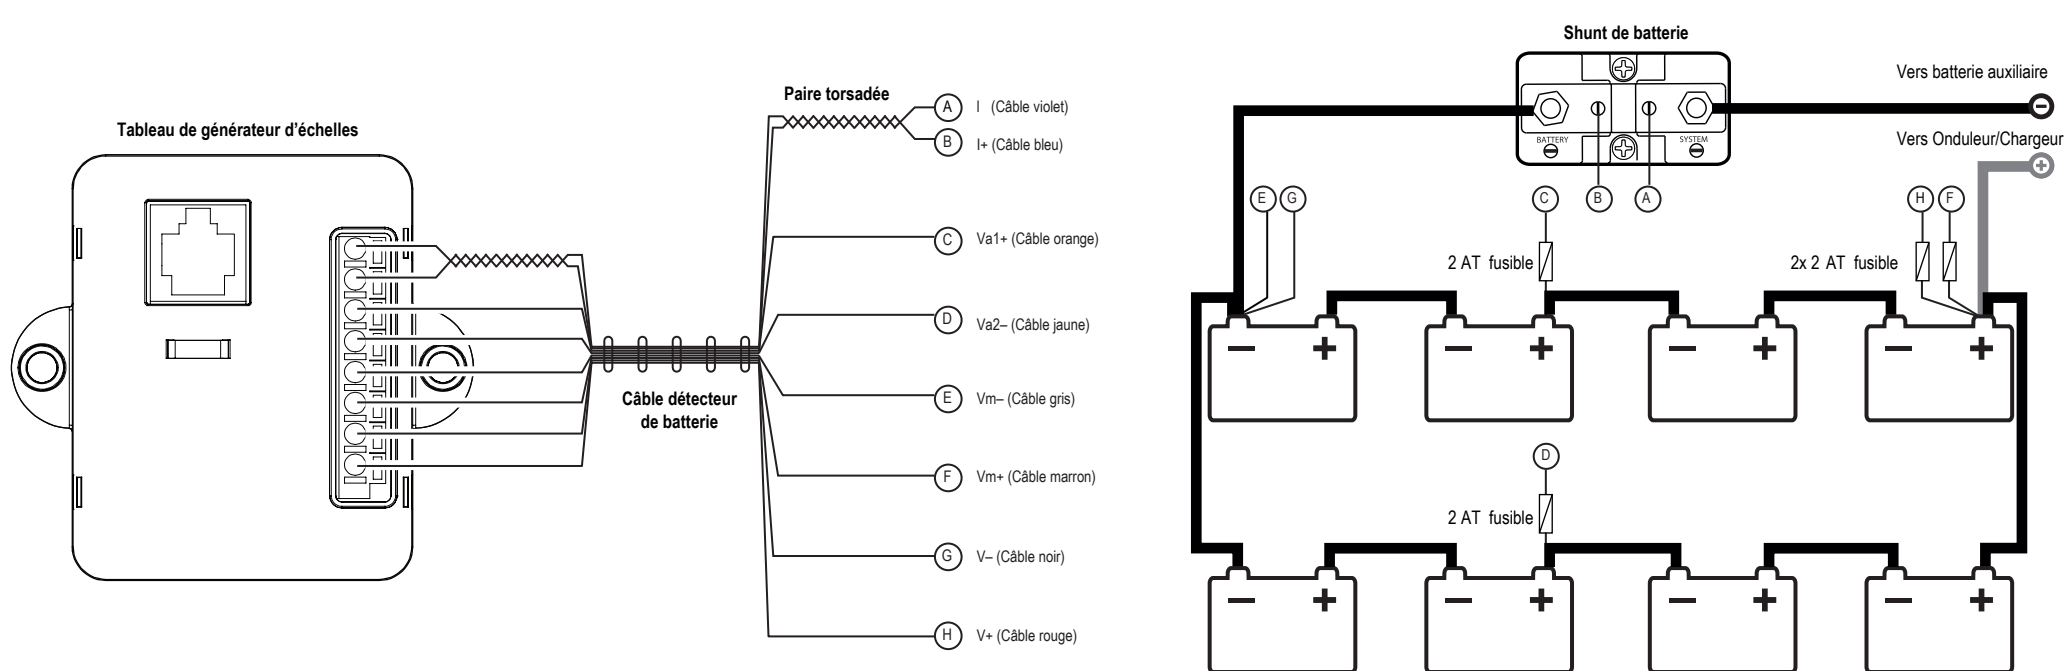 Tableau de générateur d'échelles
Paire torsadée
A I (Câble violet)
B I+ (Câble bleu)
C Va1+ (Câble orange)
D Va2– (Câble jaune)
E Vm– (Câble gris)
F Vm+ (Câble marron)
G V– (Câble noir)
H V+ (Câble rouge)
Câble détecteur
de batterie
Shunt de batterie
BATTERY
SYSTEM
Vers batterie auxiliaire
Vers Onduleur/Chargeur
E G C B A H F
2 AT fusible
2x 2 AT fusible
– + – + – + – +
D
2 AT fusible
– + – + – + – +